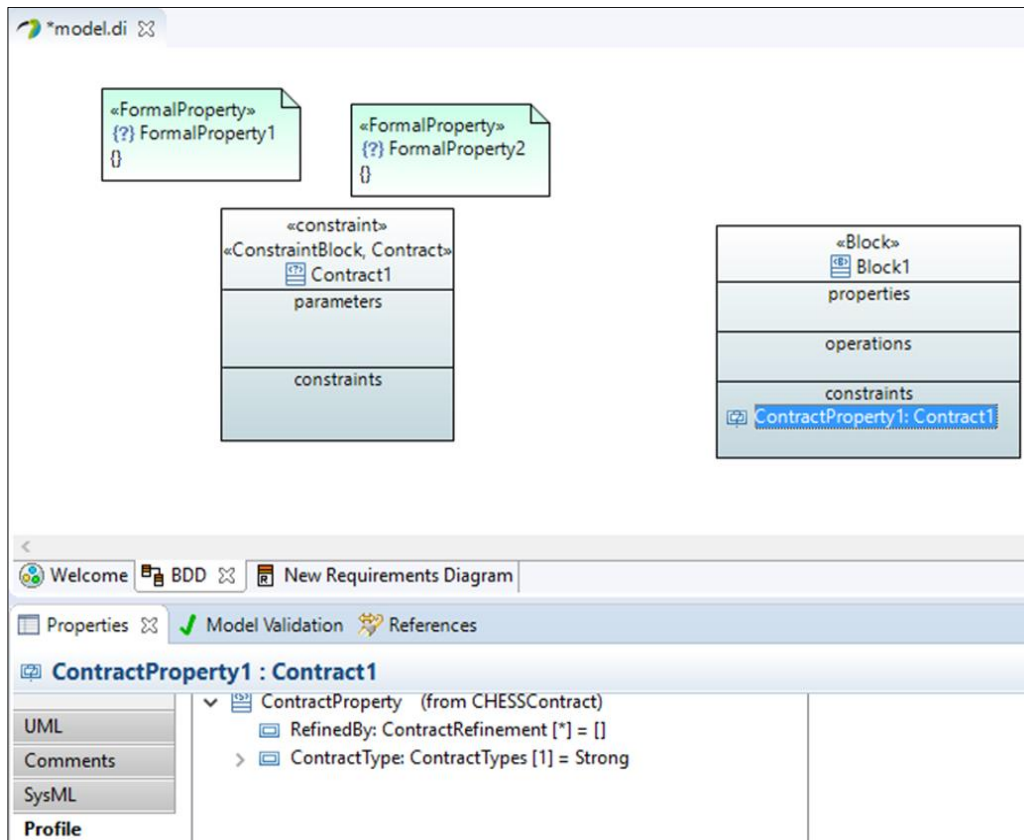 *model.di
«FormalProperty»
{?} FormalProperty1
{}
«FormalProperty»
{?} FormalProperty2
{}
«constraint»
«ConstraintBlock, Contract»
Contract1
parameters
constraints
«Block»
Block1
properties
operations
constraints
ContractProperty1: Contract1
Welcome BDD New Requirements Diagram
Properties Model Validation References
ContractProperty1 : Contract1
UML
Comments
SysML
Profile
ContractProperty (from CHESSContract)
RefinedBy: ContractRefinement [*] = []
ContractType: ContractTypes [1] = Strong